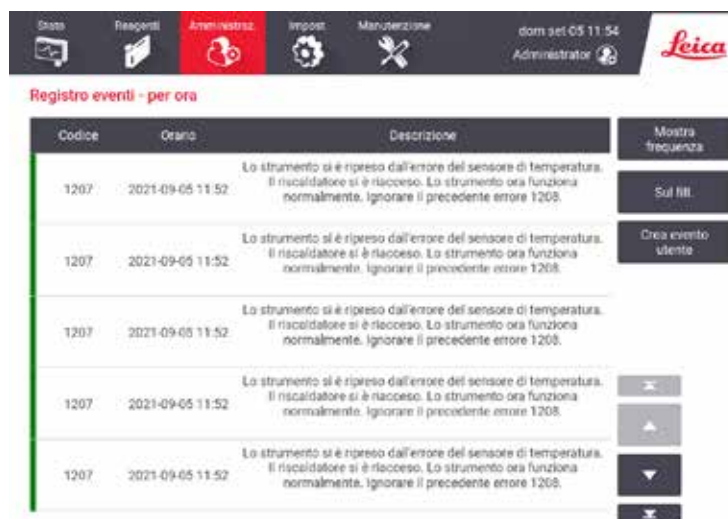 Stato Reagenti Amministraz. Impost. Manutenzione dom set 05 11:54
Administrator
Leica
Registro eventi - per ora
Codice Orario Descrizione Mostra frequenza
Lo strumento si è ripreso dall'errore del sensore di temperatura.
1207 2021-09-05 11:52 Il riscaldatore si è riacceso. Lo strumento ora funziona
normalmente. Ignorare il precedente errore 1208.
Sul filt.
Crea evento utente
Lo strumento si è ripreso dall'errore del sensore di temperatura.
1207 2021-09-05 11:52 Il riscaldatore si è riacceso. Lo strumento ora funziona
normalmente. Ignorare il precedente errore 1208.
Lo strumento si è ripreso dall'errore del sensore di temperatura.
1207 2021-09-05 11:52 Il riscaldatore si è riacceso. Lo strumento ora funziona
normalmente. Ignorare il precedente errore 1208.
Lo strumento si è ripreso dall'errore del sensore di temperatura.
1207 2021-09-05 11:52 Il riscaldatore si è riacceso. Lo strumento ora funziona
normalmente. Ignorare il precedente errore 1208.
Lo strumento si è ripreso dall'errore del sensore di temperatura.
1207 2021-09-05 11:52 Il riscaldatore si è riacceso. Lo strumento ora funziona
normalmente. Ignorare il precedente errore 1208.